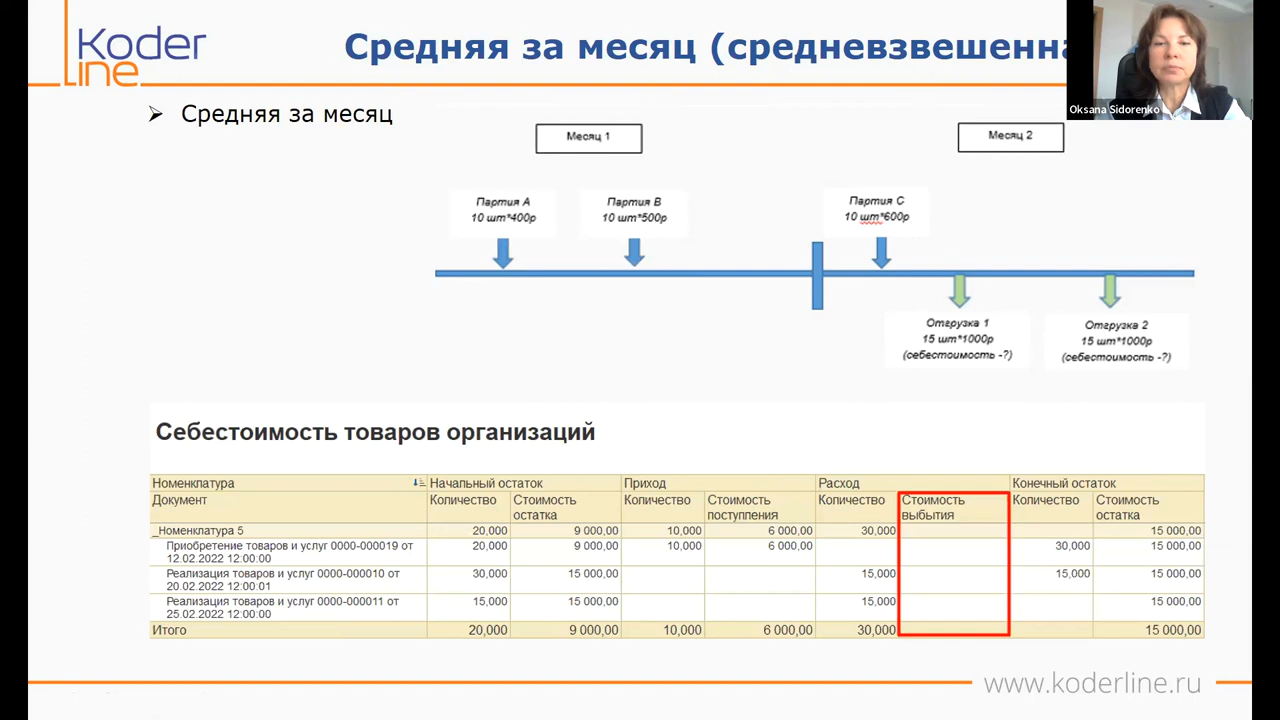 Koder
line
Средняя за месяц (средневзвешенна
Oksana Sidorenko
➢ Средняя за месяц
Месяц 1
Месяц 2
Партия А
10 шт*400р
Партия В
10 шт*500р
Партия С
10 шт*600р
Отгрузка 1
15 шт*1000р
(себестоимость -?)
Отгрузка 2
15 шт*1000р
(себестоимость -?)
Себестоимость товаров организаций
Номенклатура Начальный остаток Приход Расход Конечный остаток
Документ Количество Стоимость остатка Количество Стоимость поступления Количество Стоимость выбытия Количество Стоимость остатка
_Номенклатура 5 20,000 9 000,00 10,000 6 000,00 30,000 15 000,00
Приобретение товаров и услуг 0000-000019 от 20,000 9 000,00 10,000 6 000,00 30,000 15 000,00
12.02.2022 12:00:00
Реализация товаров и услуг 0000-000010 от 30,000 15 000,00 15,000 15,000 15 000,00
20.02.2022 12:00:01
Реализация товаров и услуг 0000-000011 от 15,000 15 000,00 15,000 15 000,00
25.02.2022 12:00:00
Итого 20,000 9 000,00 10,000 6 000,00 30,000 15 000,00
www.koderline.ru